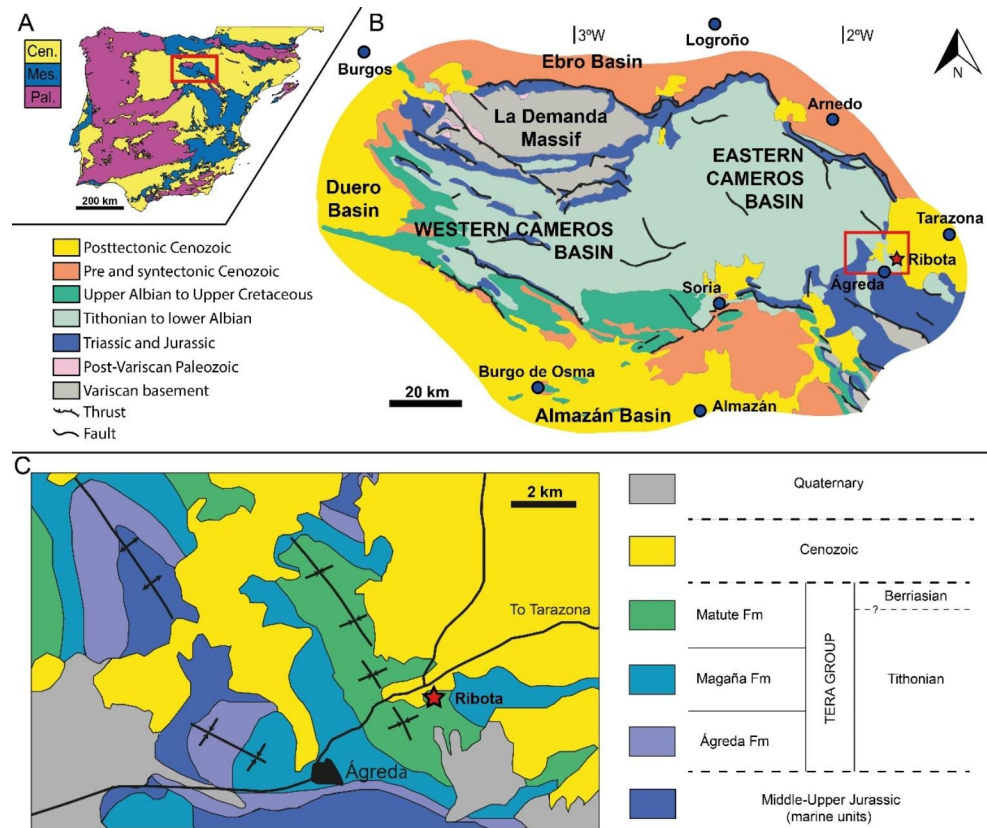 A
Cen.
Mes.
Pal.
200 km
B
3ºW
2ºW
N
Burgos
Logroño
Ebro Basin
Arnedo
La Demanda
Massif
EASTERN
CAMEROS
BASIN
Duero
Basin
WESTERN CAMEROS
BASIN
Tarazona
Ribota
Ágreda
Soria
Burgo de Osma
20 km
Almazán Basin
Almazán
Posttectonic Cenozoic
Pre and syntectonic Cenozoic
Upper Albian to Upper Cretaceous
Tithonian to lower Albian
Triassic and Jurassic
Post-Variscan Paleozoic
Variscan basement
Thrust
Fault
C
2 km
To Tarazona
Ribota
Ágreda
Quaternary
Cenozoic
Matute Fm
Magaña Fm
Ágreda Fm
TERA GROUP
Berriasian
?
Tithonian
Middle-Upper Jurassic
(marine units)